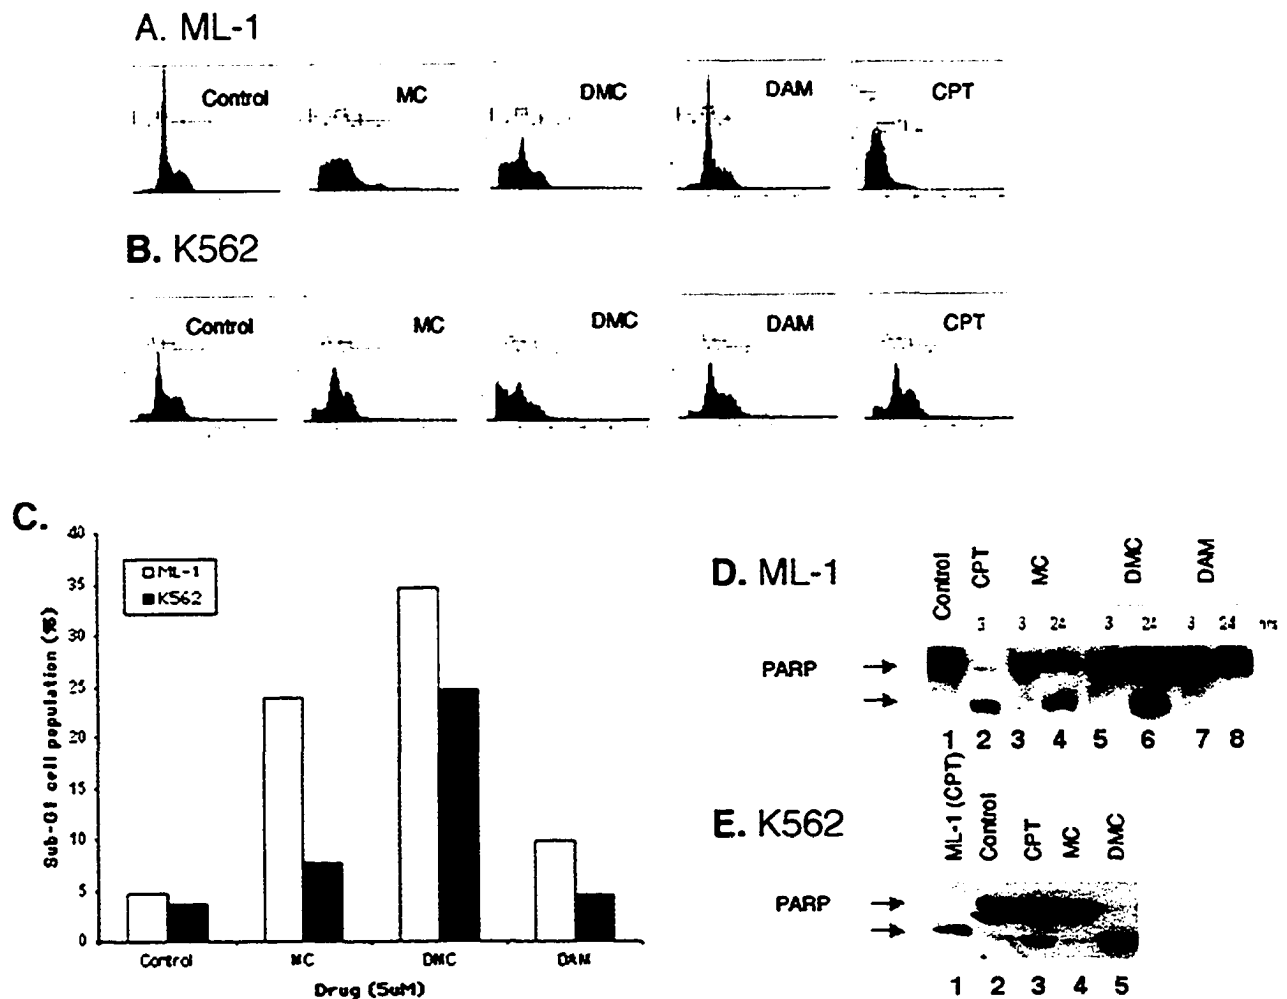 A. ML-1
Control
MC
DMC
DAM
CPT
B. K562
Control
MC
DMC
DAM
CPT
C.
40
35
30
25
20
15
10
5
0
Sub-G1 cell population (%)
ML-1
K562
Control
MC
DMC
DAM
Drug (5uM)
D. ML-1
Control
CPT
MC
DMC
DAM
3
3
24
3
24
3
24
hrs
PARP
1 2 3 4 5 6 7 8
E. K562
ML-1 (CPT)
Control
CPT
MC
DMC
PARP
1 2 3 4 5